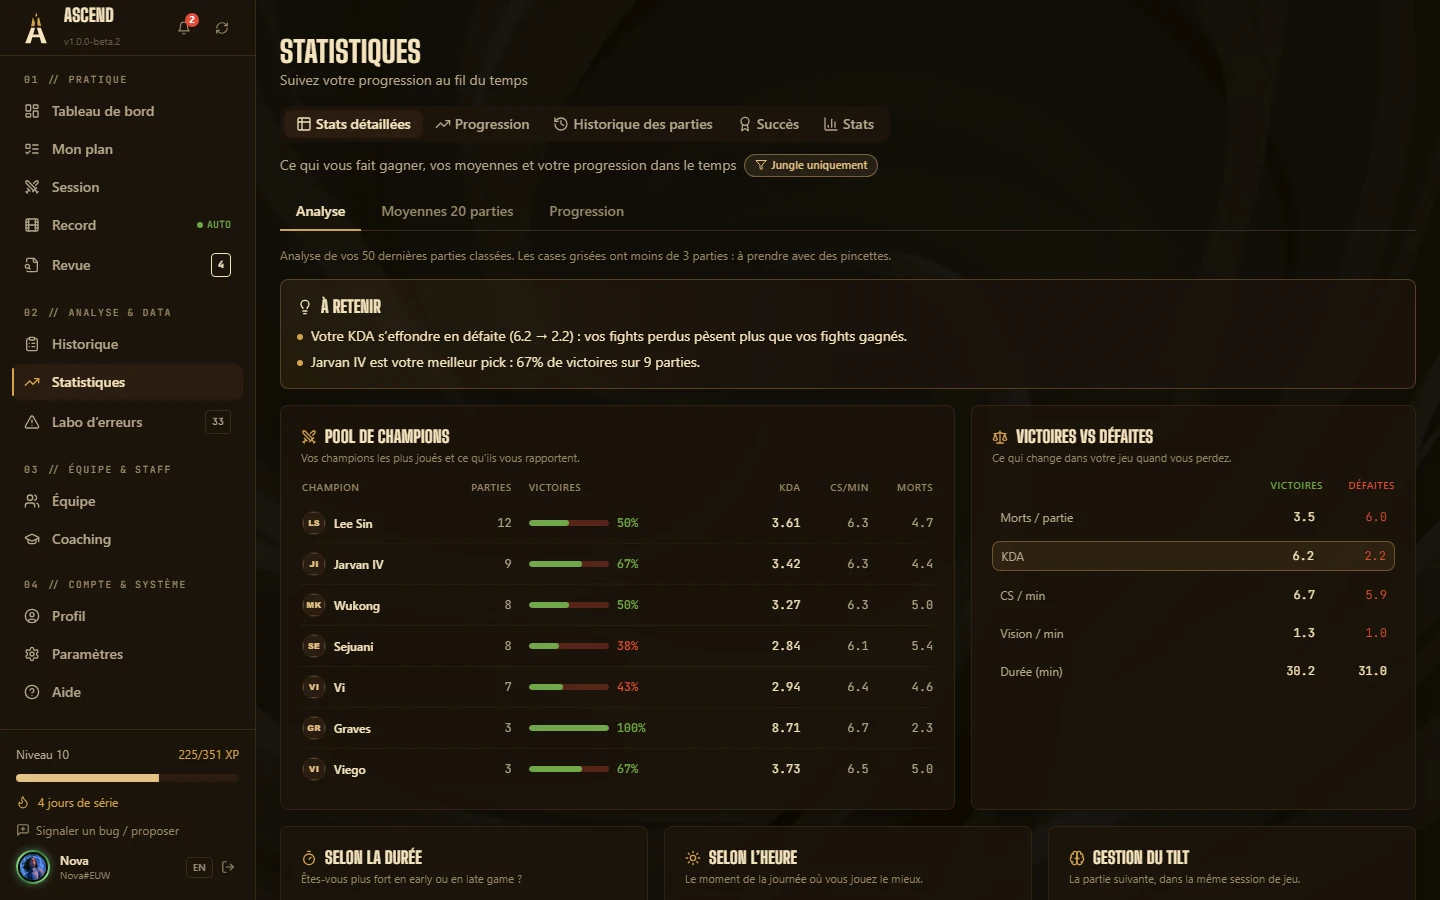 ASCEND
v1.0.0-beta.2
2
01 // PRATIQUE
Tableau de bord
Mon plan
Session
Record
AUTO
Revue
4
02 // ANALYSE & DATA
Historique
Statistiques
Labo d'erreurs
33
03 // ÉQUIPE & STAFF
Équipe
Coaching
04 // COMPTE & SYSTÈME
Profil
Paramètres
Aide
Niveau 10 225/351 XP
4 jours de série
Signaler un bug / proposer
Nova
Nova#EUW
EN
STATISTIQUES
Suivez votre progression au fil du temps
Stats détaillées Progression Historique des parties Succès Stats
Ce qui vous fait gagner, vos moyennes et votre progression dans le temps Jungle uniquement
Analyse Moyennes 20 parties Progression
Analyse de vos 50 dernières parties classées. Les cases grisées ont moins de 3 parties : à prendre avec des pincettes.
À RETENIR
Votre KDA s'effondre en défaite (6.2 → 2.2) : vos fights perdus pèsent plus que vos fights gagnés.
Jarvan IV est votre meilleur pick : 67% de victoires sur 9 parties.
POOL DE CHAMPIONS
Vos champions les plus joués et ce qu'ils vous rapportent.
CHAMPION PARTIES VICTOIRES KDA CS/MIN MORTS
LS Lee Sin 12 50% 3.61 6.3 4.7
JI Jarvan IV 9 67% 3.42 6.3 4.4
MK Wukong 8 50% 3.27 6.3 5.0
SE Sejuani 8 38% 2.84 6.1 5.4
VI Vi 7 43% 2.94 6.4 4.6
GR Graves 3 100% 8.71 6.7 2.3
VI Viego 3 67% 3.73 6.5 5.0
VICTOIRES VS DÉFAITES
Ce qui change dans votre jeu quand vous perdez.
VICTOIRES DÉFAITES
Morts / partie 3.5 6.0
KDA 6.2 2.2
CS / min 6.7 5.9
Vision / min 1.3 1.0
Durée (min) 30.2 31.0
SELON LA DURÉE
Êtes-vous plus fort en early ou en late game ?
SELON L'HEURE
Le moment de la journée où vous jouez le mieux.
GESTION DU TILT
La partie suivante, dans la même session de jeu.